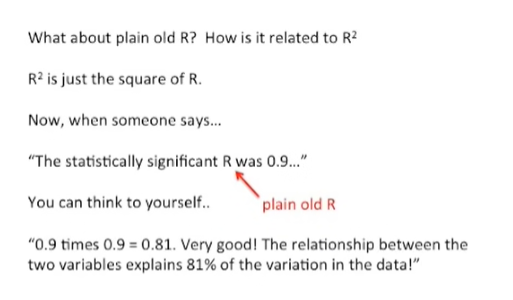 What about plain old R?  How is it related to R²
R² is just the square of R.
Now, when someone says...
“The statistically significant R was 0.9...”
You can think to yourself..
plain old R
“0.9 times 0.9 = 0.81. Very good! The relationship between the
two variables explains 81% of the variation in the data!”